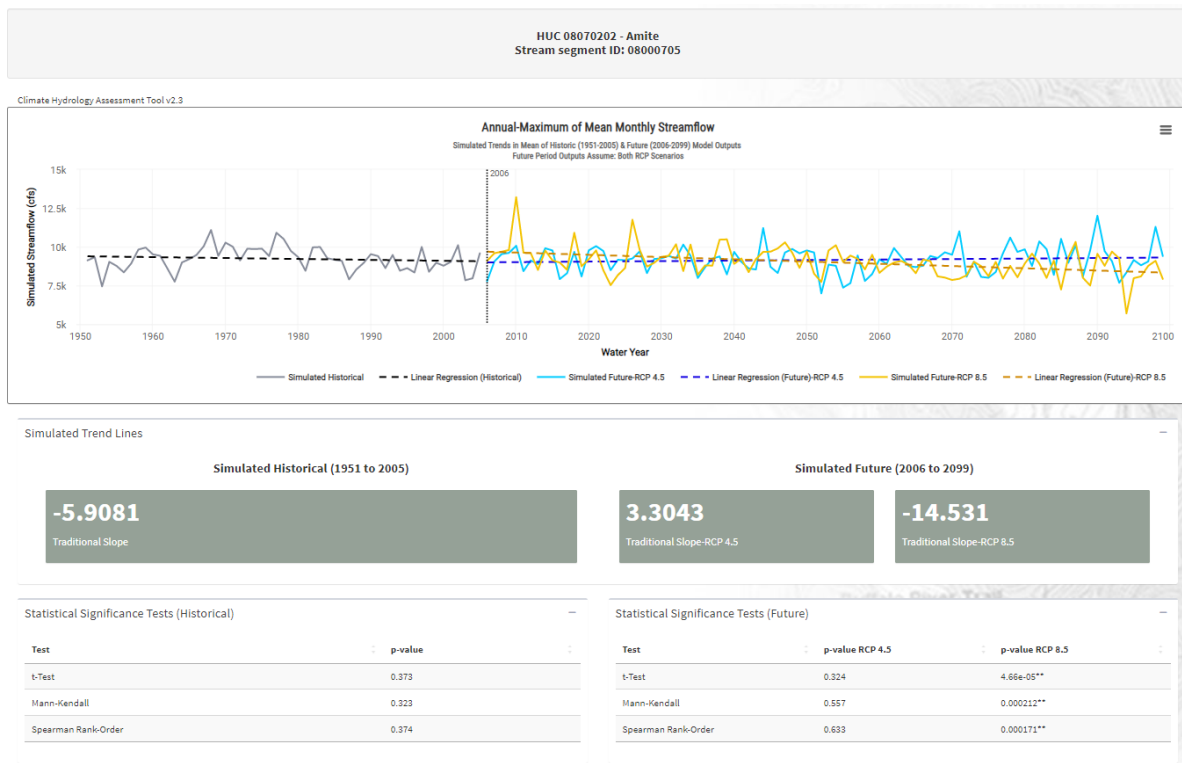 HUC 08070202 - Amite
Stream segment ID: 08000705
Climate Hydrology Assessment Tool v2.3
Annual-Maximum of Mean Monthly Streamflow
Simulated Trends in Mean of Historic (1951-2005) & Future (2006-2099) Model Outputs
Future Period Outputs Assume: Both RCP Scenarios
Simulated Streamflow (cfs)
15k
12.5k
10k
7.5k
5k
2006
1950 1960 1970 1980 1990 2000 2010 2020 2030 2040 2050 2060 2070 2080 2090 2100
Water Year
Simulated Historical Linear Regression (Historical) Simulated Future-RCP 4.5 Linear Regression (Future)-RCP 4.5 Simulated Future-RCP 8.5 Linear Regression (Future)-RCP 8.5
Simulated Trend Lines
Simulated Historical (1951 to 2005) Simulated Future (2006 to 2099)
-5.9081 3.3043 -14.531
Traditional Slope Traditional Slope-RCP 4.5 Traditional Slope-RCP 8.5
Statistical Significance Tests (Historical) Statistical Significance Tests (Future)
Test p-value Test p-value RCP 4.5 p-value RCP 8.5
t-Test 0.373 t-Test 0.324 4.66e-05**
Mann-Kendall 0.323 Mann-Kendall 0.557 0.000212**
Spearman Rank-Order 0.374 Spearman Rank-Order 0.633 0.000171**